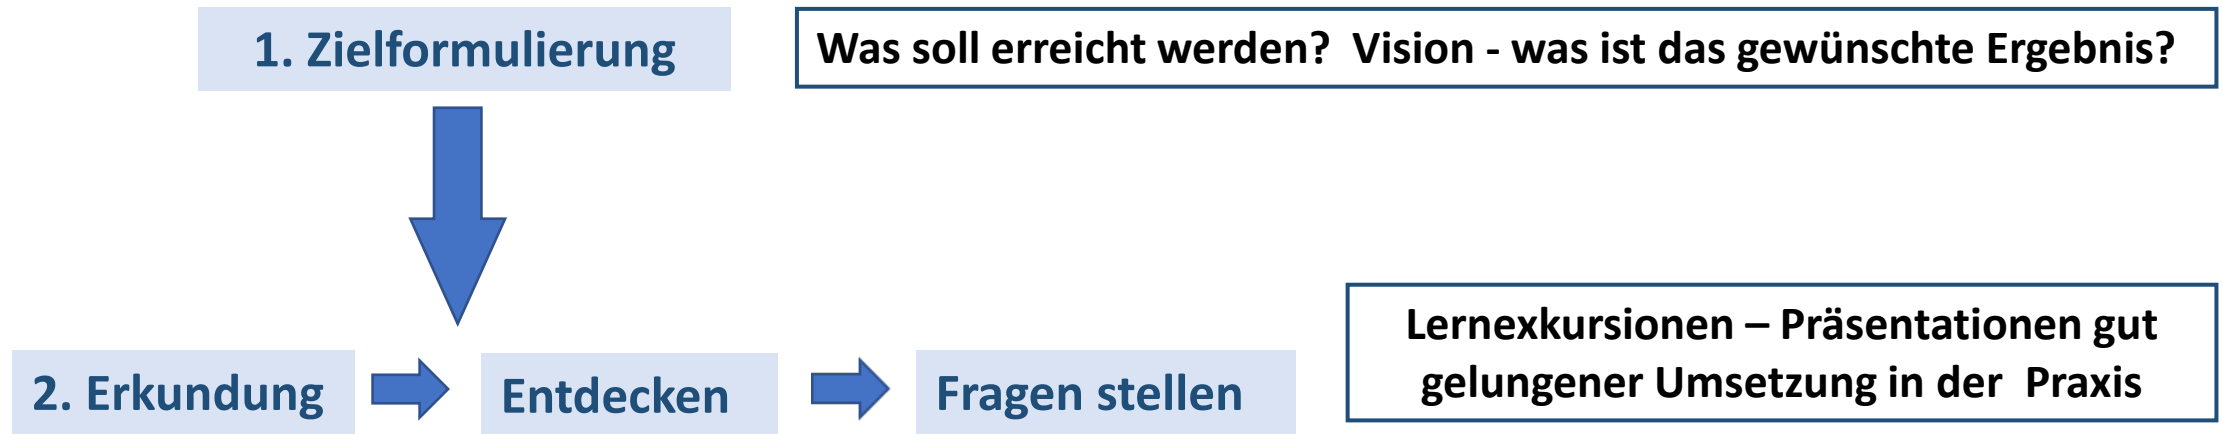 1. Zielformulierung
Was soll erreicht werden?  Vision - was ist das gewünschte Ergebnis?
2. Erkundung
Entdecken
Fragen stellen
Lernexkursionen – Präsentationen gut
gelungener Umsetzung in der  Praxis